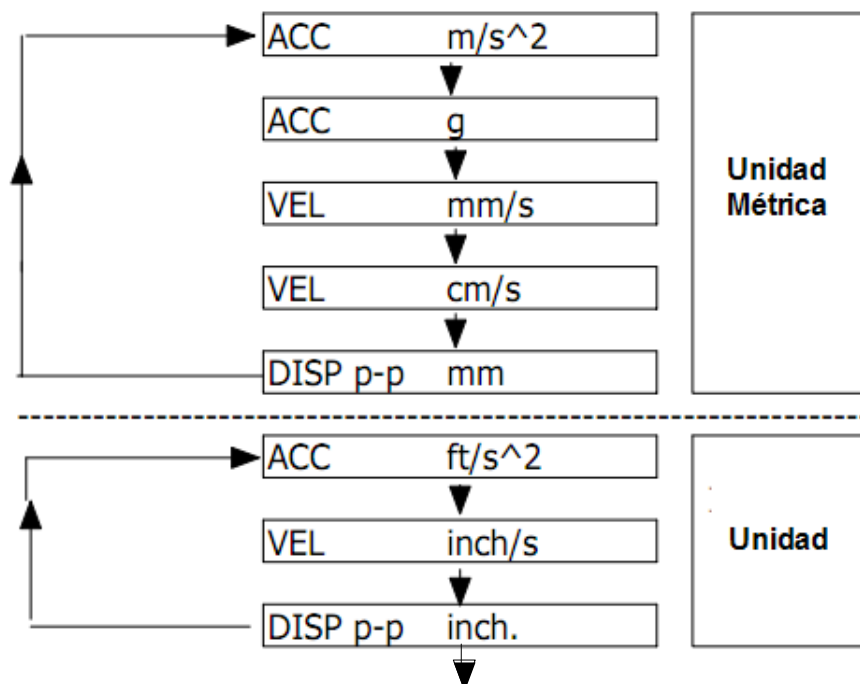 ACC m/s^2
ACC g
VEL mm/s
VEL cm/s
DISP p-p mm
Unidad
Métrica
ACC ft/s^2
VEL inch/s
DISP p-p inch.
Unidad